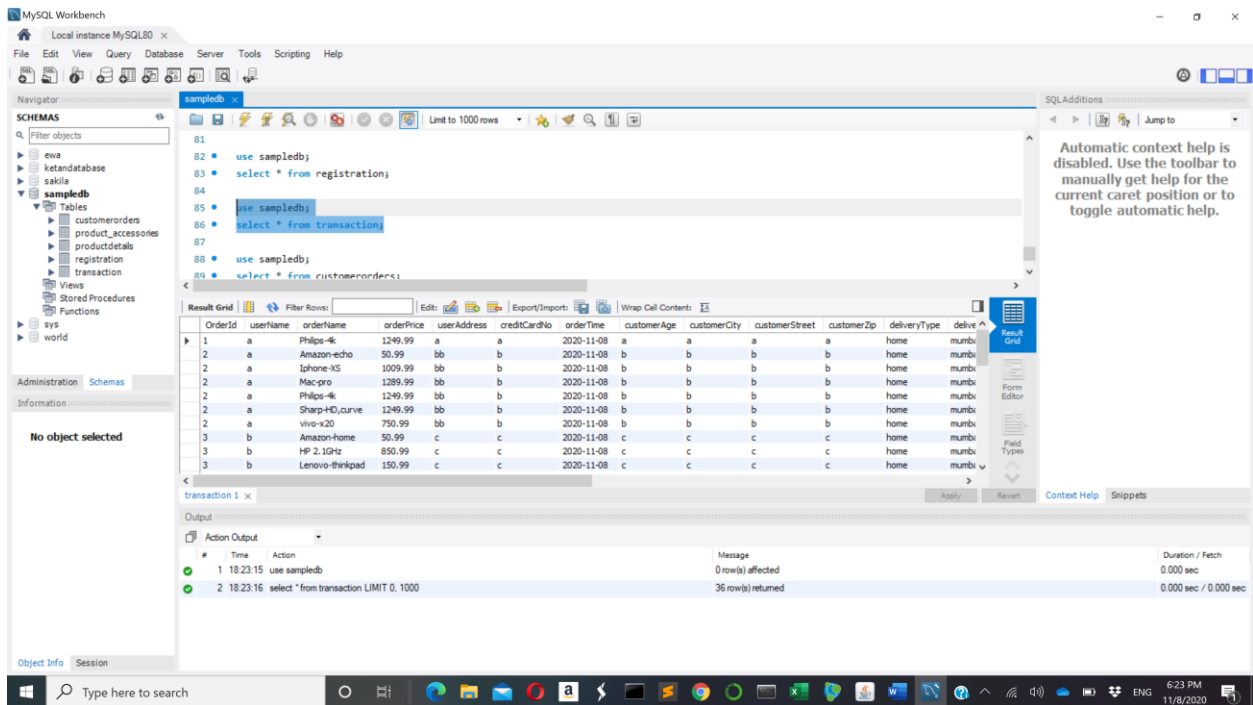 MySQL Workbench
Local instance MySQL80
File Edit View Query Database Server Tools Scripting Help
Navigator
SCHEMAS
Filter objects
ewa
ketandatabase
sakila
sampledb
Tables
customerorders
product_accessories
productdetails
registration
transaction
Views
Stored Procedures
Functions
sys
world
Administration Schemas
Information
No object selected
Object Info Session
sampledb
Limit to 1000 rows
81
82 use sampledb;
83 select * from registration;
84
85 use sampledb;
86 select * from transaction;
87
88 use sampledb;
89 select * from customerorders;
Result Grid Filter Rows: Edit: Export/Import: Wrap Cell Content:
OrderId userName orderName orderPrice userAddress creditCardNo orderTime customerAge customerCity customerStreet customerZip deliveryType delive
1 a Philips-4k 1249.99 a a 2020-11-08 a a a a home mumba
2 a Amazon-echo 50.99 bb b 2020-11-08 b b b b home mumba
2 a Iphone-XS 1009.99 bb b 2020-11-08 b b b b home mumba
2 a Mac-pro 1289.99 bb b 2020-11-08 b b b b home mumba
2 a Philips-4k 1249.99 bb b 2020-11-08 b b b b home mumba
2 a Sharp-HD,curve 1249.99 bb b 2020-11-08 b b b b home mumba
2 a vivo-x20 750.99 bb b 2020-11-08 b b b b home mumba
3 b Amazon-home 50.99 c c 2020-11-08 c c c c home mumba
3 b HP 2.1GHz 850.99 c c 2020-11-08 c c c c home mumba
3 b Lenovo-thinkpad 150.99 c c 2020-11-08 c c c c home mumba
Result
Grid
Form
Editor
Field
Types
transaction 1 Apply Revert
Output
Action Output
# Time Action Message Duration / Fetch
1 18:23:15 use sampledb 0 row(s) affected 0.000 sec
2 18:23:16 select * from transaction LIMIT 0, 1000 36 row(s) returned 0.000 sec / 0.000 sec
SQLAdditions
Jump to
Automatic context help is
disabled. Use the toolbar to
manually get help for the
current caret position or to
toggle automatic help.
Context Help Snippets
Type here to search
ENG
6:23 PM
11/8/2020